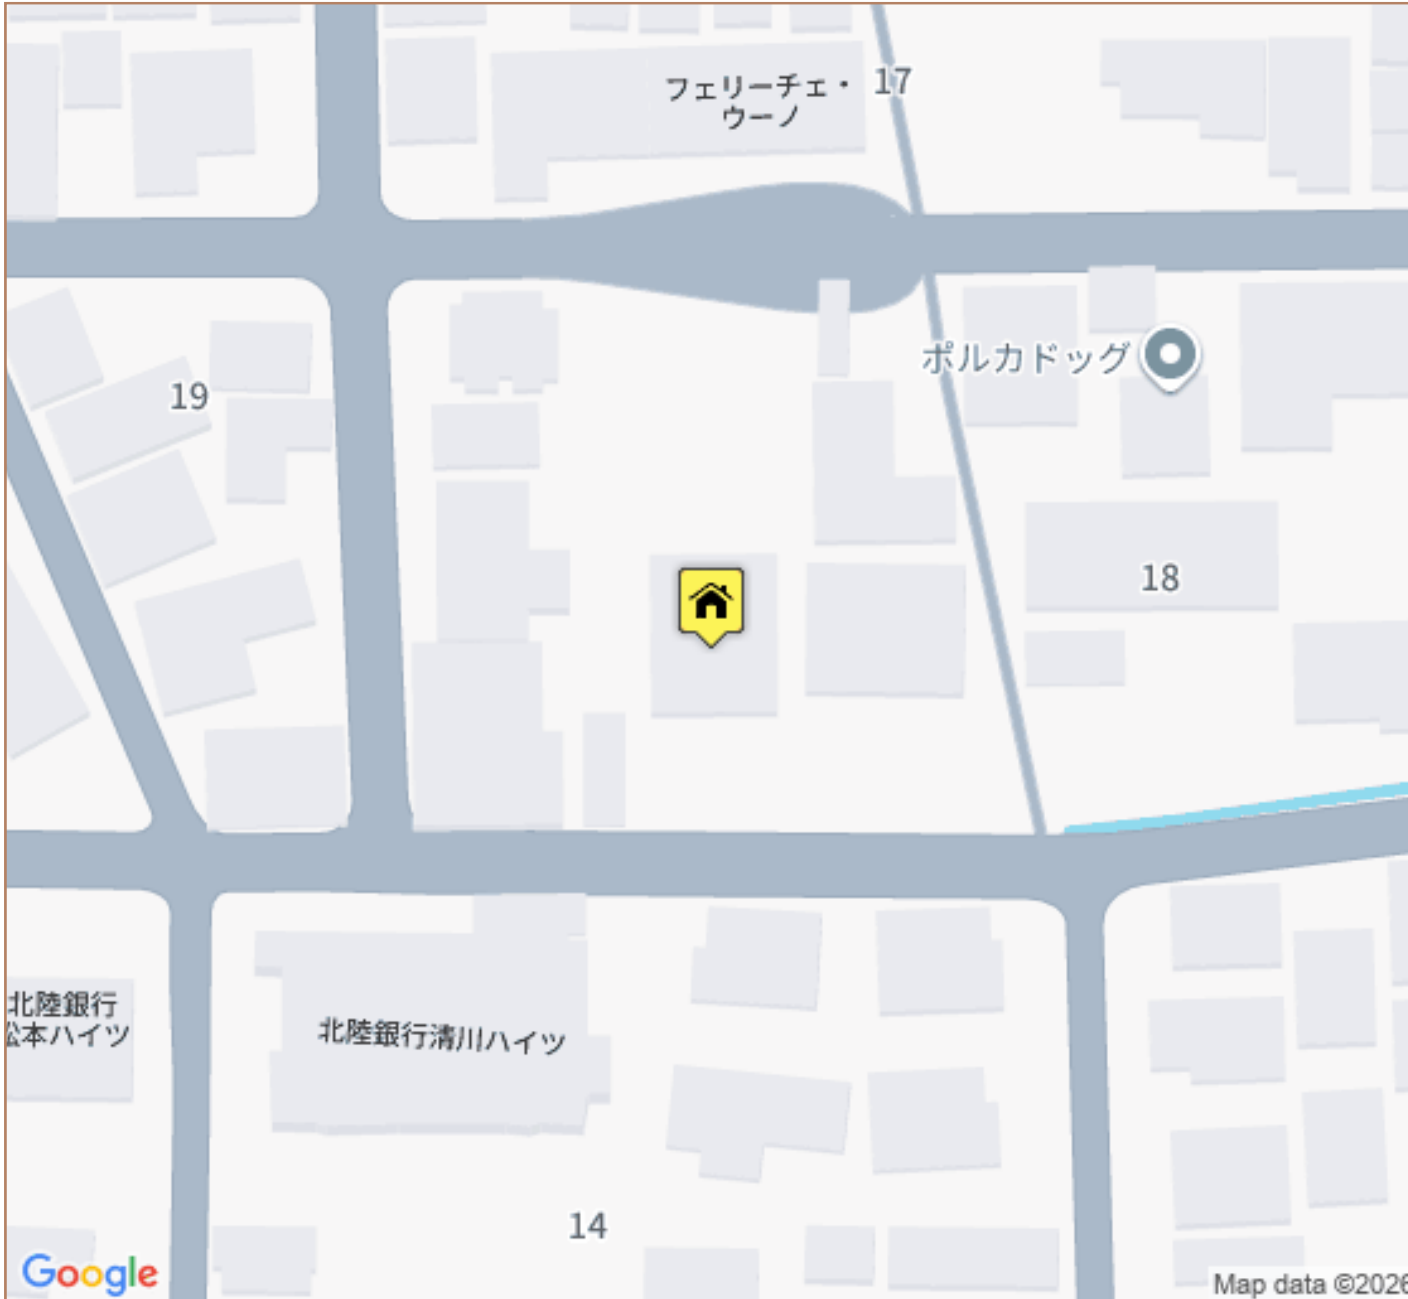 フェリーチェ・
ウーノ
17
ポルカドッグ
19
18
北陸銀行
松本ハイツ
北陸銀行清川ハイツ
14
Google
Map data ©2026